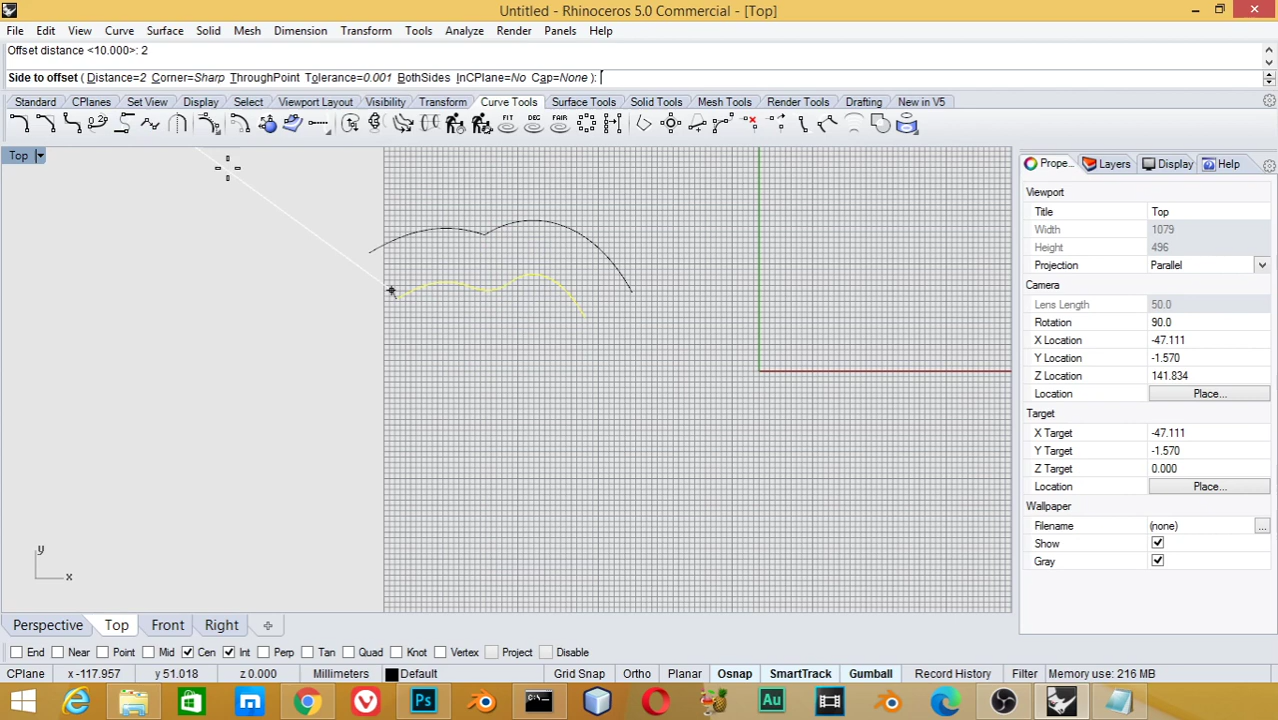 Untitled - Rhinoceros 5.0 Commercial - [Top]
File Edit View Curve Surface Solid Mesh Dimension Transform Tools Analyze Render Panels Help
Offset distance <10.000>: 2
Side to offset ( Distance=2 Corner=Sharp ThroughPoint Tolerance=0.001 BothSides InCPlane=No Cap=None ):
Standard CPlanes Set View Display Select Viewport Layout Visibility Transform Curve Tools Surface Tools Solid Tools Mesh Tools Render Tools Drafting New in V5
FIT DEG FAIR
Top
Prope... Layers Display Help
Viewport
Title Top
Width 1079
Height 496
Projection Parallel
Camera
Lens Length 50.0
Rotation 90.0
X Location -47.111
Y Location -1.570
Z Location 141.834
Location Place...
Target
X Target -47.111
Y Target -1.570
Z Target 0.000
Location Place...
Wallpaper
Filename (none) ...
Show
Gray
y
x
Perspective Top Front Right
End Near Point Mid Cen Int Perp Tan Quad Knot Vertex Project Disable
CPlane x -117.957 y 51.018 z 0.000 Millimeters Default Grid Snap Ortho Planar Osnap SmartTrack Gumball Record History Filter Memory use: 216 MB
Ps Au